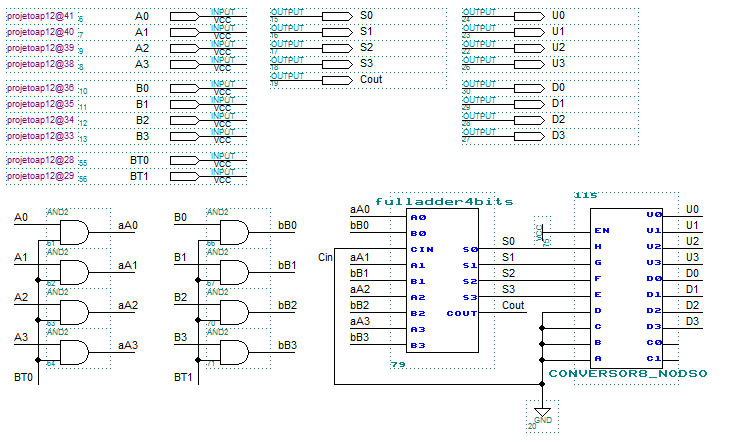 projetoap12@41 6 A0 INPUT VCC
projetoap12@40 7 A1 INPUT VCC
projetoap12@39 9 A2 INPUT VCC
projetoap12@38 8 A3 INPUT VCC
projetoap12@36 10 B0 INPUT VCC
projetoap12@35 11 B1 INPUT VCC
projetoap12@34 12 B2 INPUT VCC
projetoap12@33 13 B3 INPUT VCC
projetoap12@28 55 BT0 INPUT VCC
projetoap12@29 56 BT1 INPUT VCC
OUTPUT 15 S0
OUTPUT 16 S1
OUTPUT 17 S2
OUTPUT 18 S3
OUTPUT 19 Cout
OUTPUT 24 U0
OUTPUT 23 U1
OUTPUT 22 U2
OUTPUT 26 U3
OUTPUT 30 D0
OUTPUT 29 D1
OUTPUT 28 D2
OUTPUT 27 D3
AND2
A0 aA0
61
AND2
A1 aA1
62
AND2
A2 aA2
63
AND2
A3 aA3
64
BT0
AND2
B0 bB0
66
AND2
B1 bB1
67
AND2
B2 bB2
70
AND2
B3 bB3
71
BT1
fulladder4bits
aA0 A0
bB0 B0
Cin CIN S0 S0
aA1 A1 S1 S1
bB1 B1 S2 S2
aA2 A2 S3 S3
bB2 B2 COUT Cout
aA3 A3
bB3 B3
79
115
VCC
75
U0 U0
EN U1 U1
H U2 U2
G U3 U3
F D0 D0
E D1 D1
D D2 D2
C D3 D3
B C0
A C1
CONVERSOR8_NODSO
20 GND